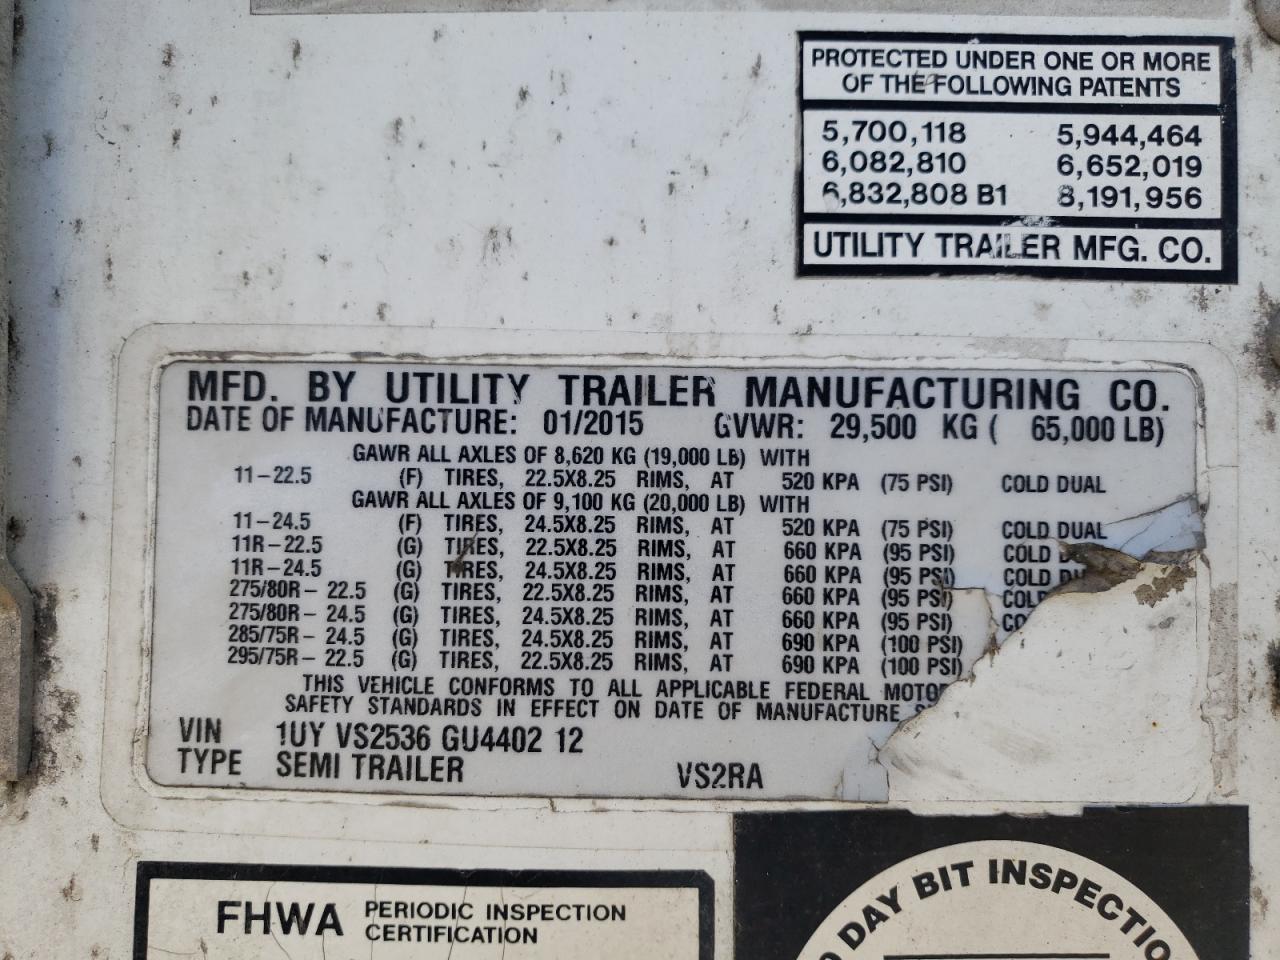 PROTECTED UNDER ONE OR MORE
OF THE FOLLOWING PATENTS
5,700,118 5,944,464
6,082,810 6,652,019
6,832,808 B1 8,191,956
UTILITY TRAILER MFG. CO.
MFD. BY UTILITY TRAILER MANUFACTURING CO.
DATE OF MANUFACTURE: 01/2015 GVWR: 29,500 KG ( 65,000 LB)
GAWR ALL AXLES OF 8,620 KG (19,000 LB) WITH
11-22.5 (F) TIRES, 22.5X8.25 RIMS, AT 520 KPA (75 PSI) COLD DUAL
GAWR ALL AXLES OF 9,100 KG (20,000 LB) WITH
11-24.5 (F) TIRES, 24.5X8.25 RIMS, AT 520 KPA (75 PSI) COLD DUAL
11R-22.5 (G) TIRES, 22.5X8.25 RIMS, AT 660 KPA (95 PSI) COLD
11R-24.5 (G) TIRES, 24.5X8.25 RIMS, AT 660 KPA (95 PSI) COLD
275/80R- 22.5 (G) TIRES, 22.5X8.25 RIMS, AT 660 KPA (95 PSI)
275/80R- 24.5 (G) TIRES, 24.5X8.25 RIMS, AT 660 KPA (95 PSI)
285/75R- 24.5 (G) TIRES, 24.5X8.25 RIMS, AT 690 KPA (100 PSI)
295/75R- 22.5 (G) TIRES, 22.5X8.25 RIMS, AT 690 KPA (100 PSI)
THIS VEHICLE CONFORMS TO ALL APPLICABLE FEDERAL MOTOR
SAFETY STANDARDS IN EFFECT ON DATE OF MANUFACTURE
VIN 1UY VS2536 GU4402 12
TYPE SEMI TRAILER VS2RA
FHWA PERIODIC INSPECTION
CERTIFICATION
DAY BIT INSPECTIO